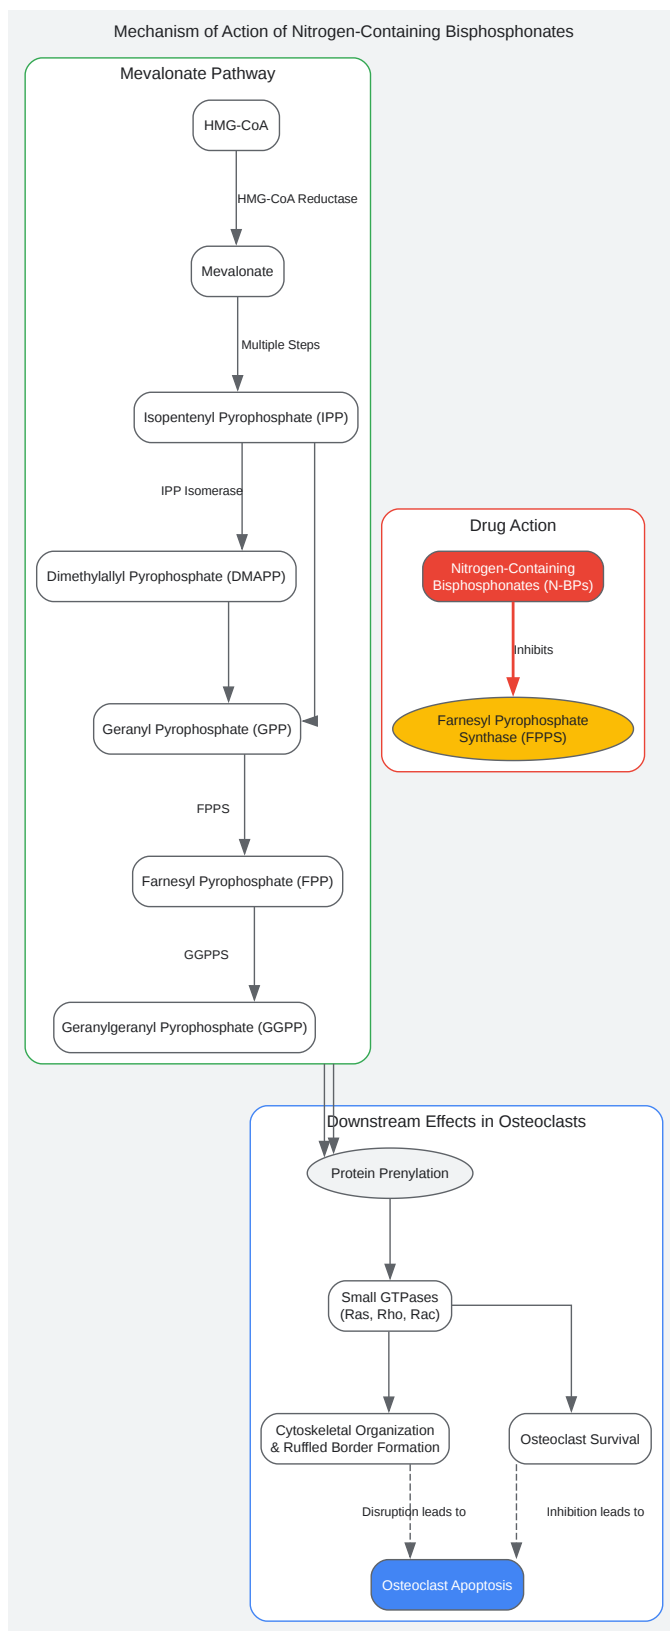 Mechanism of Action of Nitrogen-Containing Bisphosphonates
Mevalonate Pathway
HMG-CoA
HMG-CoA Reductase
Mevalonate
Multiple Steps
Isopentenyl Pyrophosphate (IPP)
IPP Isomerase
Dimethylallyl Pyrophosphate (DMAPP)
Geranyl Pyrophosphate (GPP)
FPPS
Farnesyl Pyrophosphate (FPP)
GGPPS
Geranylgeranyl Pyrophosphate (GGPP)
Drug Action
Nitrogen-Containing
Bisphosphonates (N-BPs)
Inhibits
Farnesyl Pyrophosphate
Synthase (FPPS)
Downstream Effects in Osteoclasts
Protein Prenylation
Small GTPases
(Ras, Rho, Rac)
Cytoskeletal Organization
& Ruffled Border Formation
Osteoclast Survival
Disruption leads to
Inhibition leads to
Osteoclast Apoptosis